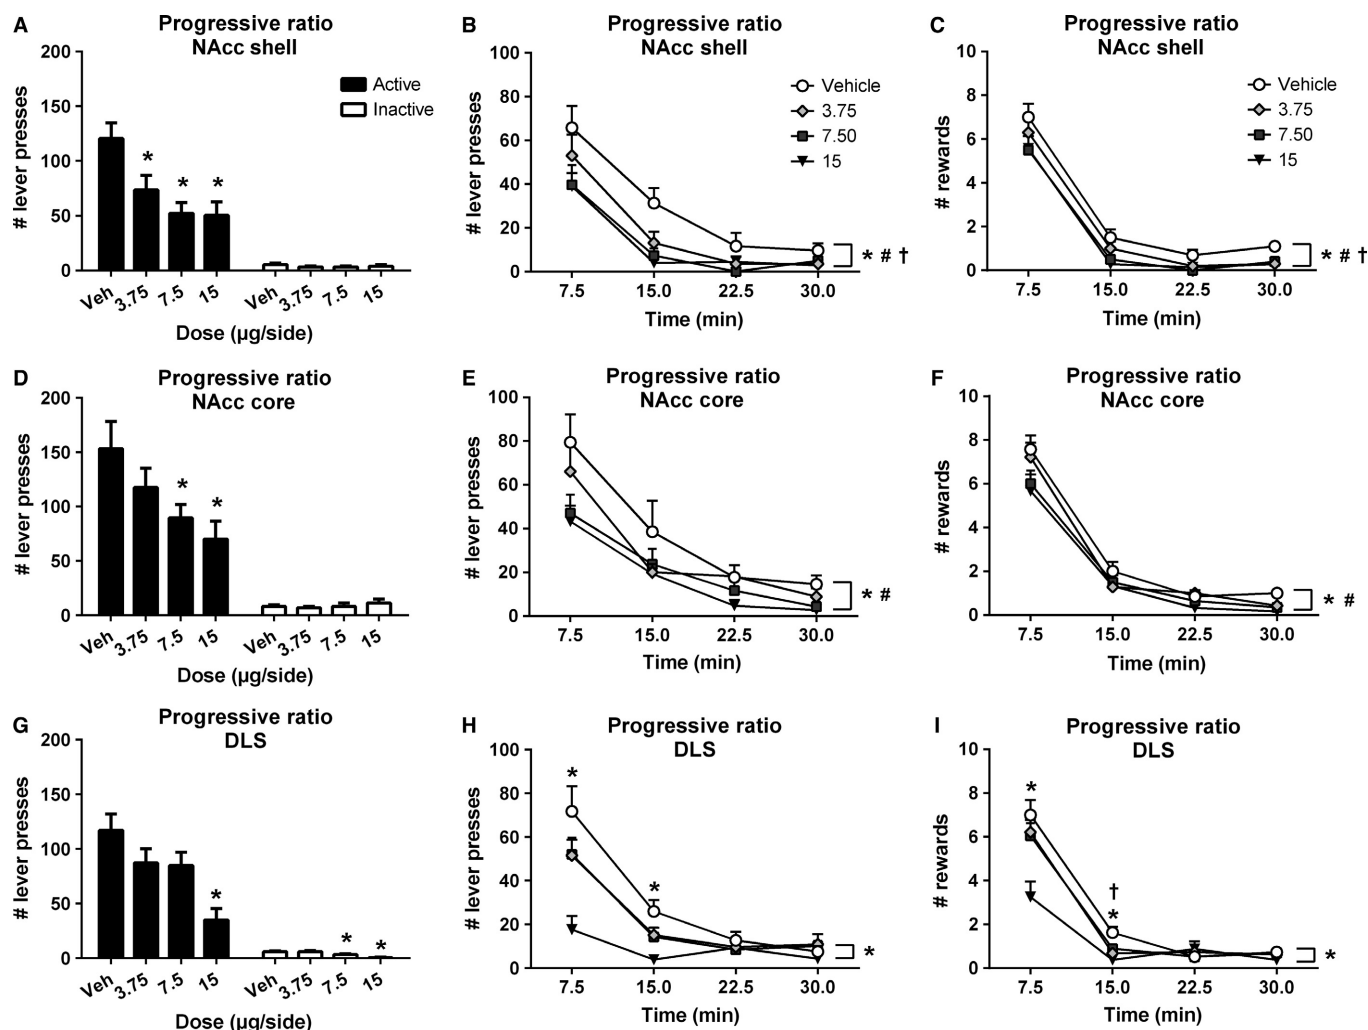 A
Progressive ratio
NAcc shell
# lever presses
200
150
100
50
0
Active
Inactive
*
*
*
Veh
3.75
7.5
15
Veh
3.75
7.5
15
Dose (µg/side)
B
Progressive ratio
NAcc shell
# lever presses
100
80
60
40
20
0
Vehicle
3.75
7.50
15
* # †
7.5 15.0 22.5 30.0
Time (min)
C
Progressive ratio
NAcc shell
# rewards
10
8
6
4
2
0
Vehicle
3.75
7.50
15
* # †
7.5 15.0 22.5 30.0
Time (min)
D
Progressive ratio
NAcc core
# lever presses
200
150
100
50
0
*
*
Veh
3.75
7.5
15
Veh
3.75
7.5
15
Dose (µg/side)
E
Progressive ratio
NAcc core
# lever presses
100
80
60
40
20
0
* #
7.5 15.0 22.5 30.0
Time (min)
F
Progressive ratio
NAcc core
# rewards
10
8
6
4
2
0
* #
7.5 15.0 22.5 30.0
Time (min)
G
Progressive ratio
DLS
# lever presses
200
150
100
50
0
*
*
*
Veh
3.75
7.5
15
Veh
3.75
7.5
15
Dose (µg/side)
H
Progressive ratio
DLS
# lever presses
100
80
60
40
20
0
*
*
*
7.5 15.0 22.5 30.0
Time (min)
I
Progressive ratio
DLS
# rewards
10
8
6
4
2
0
*
†
*
*
7.5 15.0 22.5 30.0
Time (min)